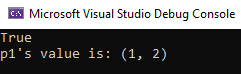 Microsoft Visual Studio Debug Console
True
p1's value is: (1, 2)